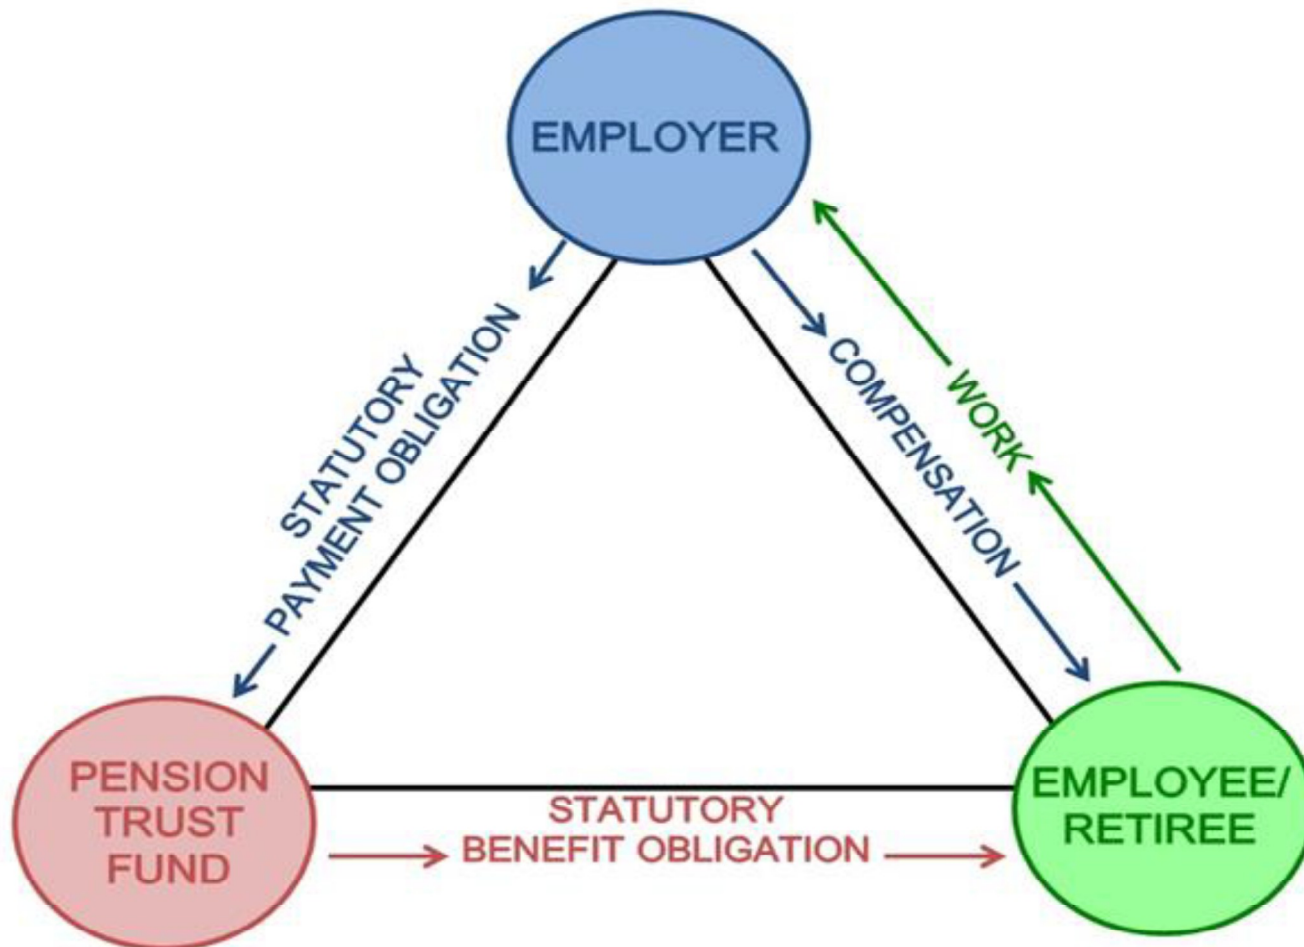 EMPLOYER
STATUTORY
PAYMENT OBLIGATION
COMPENSATION
WORK
PENSION
TRUST
FUND
STATUTORY
BENEFIT OBLIGATION
EMPLOYEE/
RETIREE